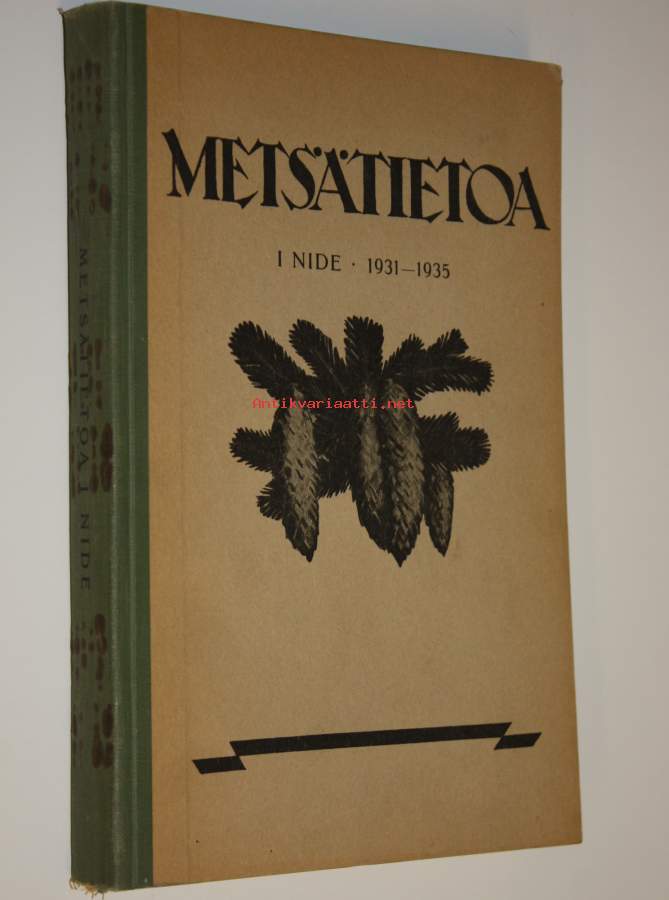 METSÄTIETOA
I NIDE · 1931—1935
Antikvariaatti.net
METSÄTIETOA I NIDE